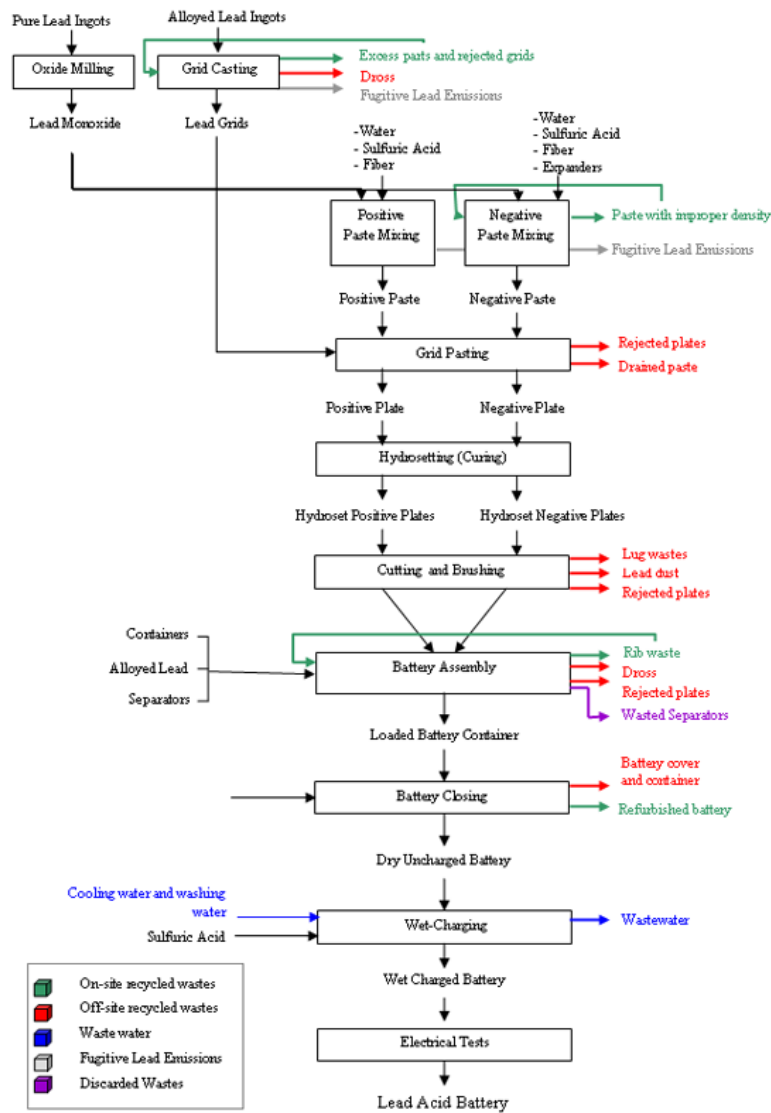 Pure Lead Ingots
Alloyed Lead Ingots
Oxide Milling
Grid Casting
Excess parts and rejected grids
Dross
Fugitive Lead Emissions
Lead Monoxide
Lead Grids
-Water
- Sulfuric Acid
- Fiber
- Water
- Sulfuric Acid
- Fiber
- Expanders
Positive
Paste Mixing
Negative
Paste Mixing
Paste with improper density
Fugitive Lead Emissions
Positive Paste
Negative Paste
Grid Pasting
Rejected plates
Drained paste
Positive Plate
Negative Plate
Hydrosetting (Curing)
Hydroset Positive Plates
Hydroset Negative Plates
Cutting and Brushing
Lug wastes
Lead dust
Rejected plates
Containers
Alloyed Lead
Separators
Battery Assembly
Rib waste
Dross
Rejected plates
Wasted Separators
Loaded Battery Container
Battery Closing
Battery cover
and container
Refurbished battery
Dry Uncharged Battery
Cooling water and washing
water
Sulfuric Acid
Wet-Charging
Wastewater
Wet Charged Battery
Electrical Tests
Lead Acid Battery
On-site recycled wastes
Off-site recycled wastes
Waste water
Fugitive Lead Emissions
Discarded Wastes